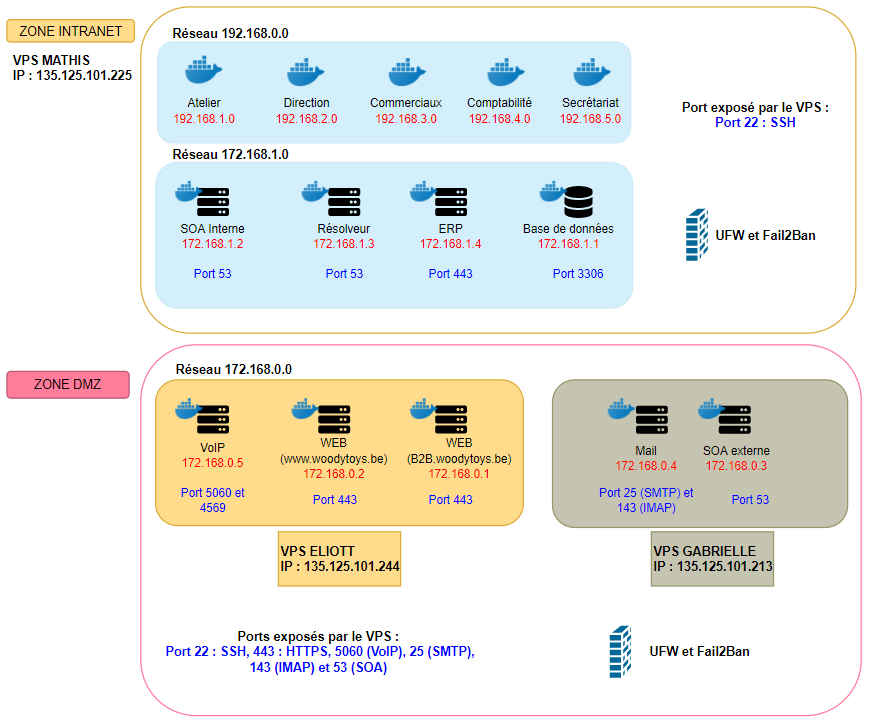 ZONE INTRANET
VPS MATHIS
IP : 135.125.101.225
Réseau 192.168.0.0
Atelier
192.168.1.0
Direction
192.168.2.0
Commerciaux
192.168.3.0
Comptabilité
192.168.4.0
Secrétariat
192.168.5.0
Port exposé par le VPS :
Port 22 : SSH
Réseau 172.168.1.0
SOA Interne
172.168.1.2
Port 53
Résolveur
172.168.1.3
Port 53
ERP
172.168.1.4
Port 443
Base de données
172.168.1.1
Port 3306
UFW et Fail2Ban
ZONE DMZ
Réseau 172.168.0.0
VoIP
172.168.0.5
Port 5060 et
4569
WEB
(www.woodytoys.be)
172.168.0.2
Port 443
WEB
(B2B.woodytoys.be)
172.168.0.1
Port 443
Mail
172.168.0.4
Port 25 (SMTP) et
143 (IMAP)
SOA externe
172.168.0.3
Port 53
VPS ELIOTT
IP : 135.125.101.244
VPS GABRIELLE
IP : 135.125.101.213
Ports exposés par le VPS :
Port 22 : SSH, 443 : HTTPS, 5060 (VoIP), 25 (SMTP),
143 (IMAP) et 53 (SOA)
UFW et Fail2Ban